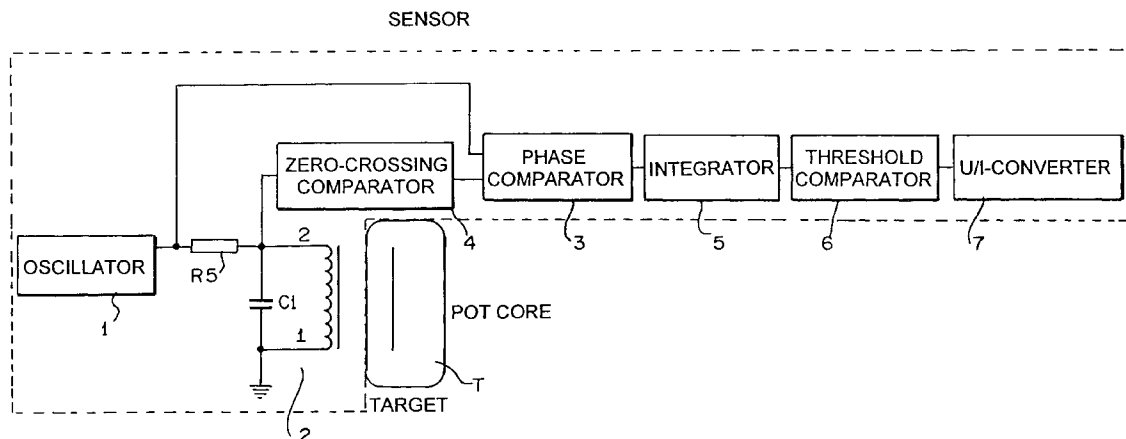 SENSOR
ZERO-CROSSING
COMPARATOR
PHASE
COMPARATOR
INTEGRATOR
THRESHOLD
COMPARATOR
U/I-CONVERTER
4
3
5
6
7
OSCILLATOR
R5
2
1
C1
1
POT CORE
T
TARGET
2